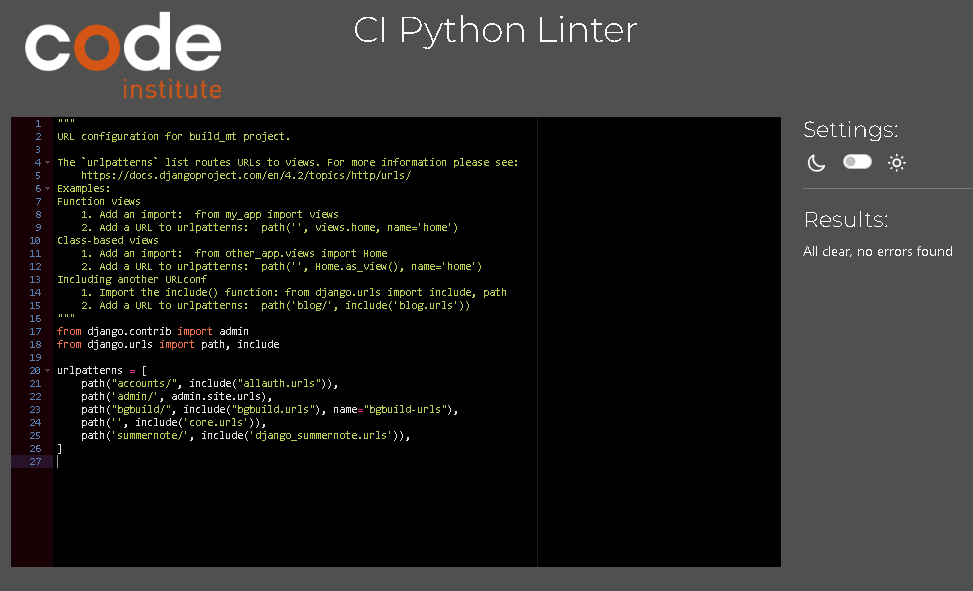 code
institute
CI Python Linter
1 """
2 URL configuration for build_mt project.
3
4 The `urlpatterns` list routes URLs to views. For more information please see:
5     https://docs.djangoproject.com/en/4.2/topics/http/urls/
6 Examples:
7 Function views
8     1. Add an import:  from my_app import views
9     2. Add a URL to urlpatterns:  path('', views.home, name='home')
10 Class-based views
11     1. Add an import:  from other_app.views import Home
12     2. Add a URL to urlpatterns:  path('', Home.as_view(), name='home')
13 Including another URLconf
14     1. Import the include() function: from django.urls import include, path
15     2. Add a URL to urlpatterns:  path('blog/', include('blog.urls'))
16 """
17 from django.contrib import admin
18 from django.urls import path, include
19
20 urlpatterns = [
21     path("accounts/", include("allauth.urls")),
22     path('admin/', admin.site.urls),
23     path("bgbuild/", include("bgbuild.urls"), name="bgbuild-urls"),
24     path('', include('core.urls')),
25     path('summernote/', include('django_summernote.urls')),
26 ]
27
Settings:
Results:
All clear, no errors found